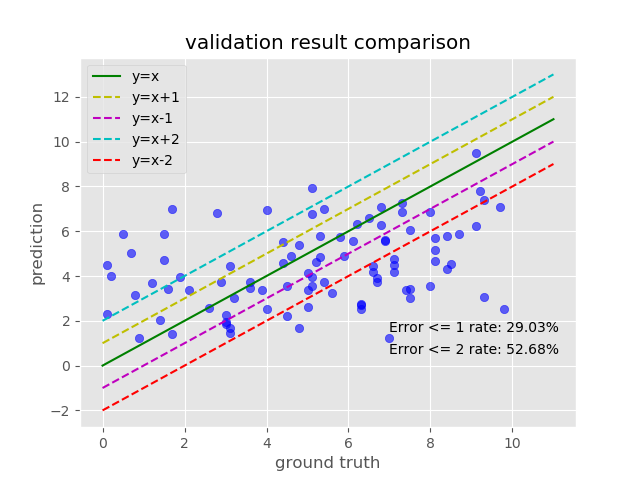 validation result comparison
y=x
y=x+1
y=x-1
y=x+2
y=x-2
12
10
8
6
4
2
0
−2
prediction
Error <= 1 rate: 29.03%
Error <= 2 rate: 52.68%
0 2 4 6 8 10
ground truth